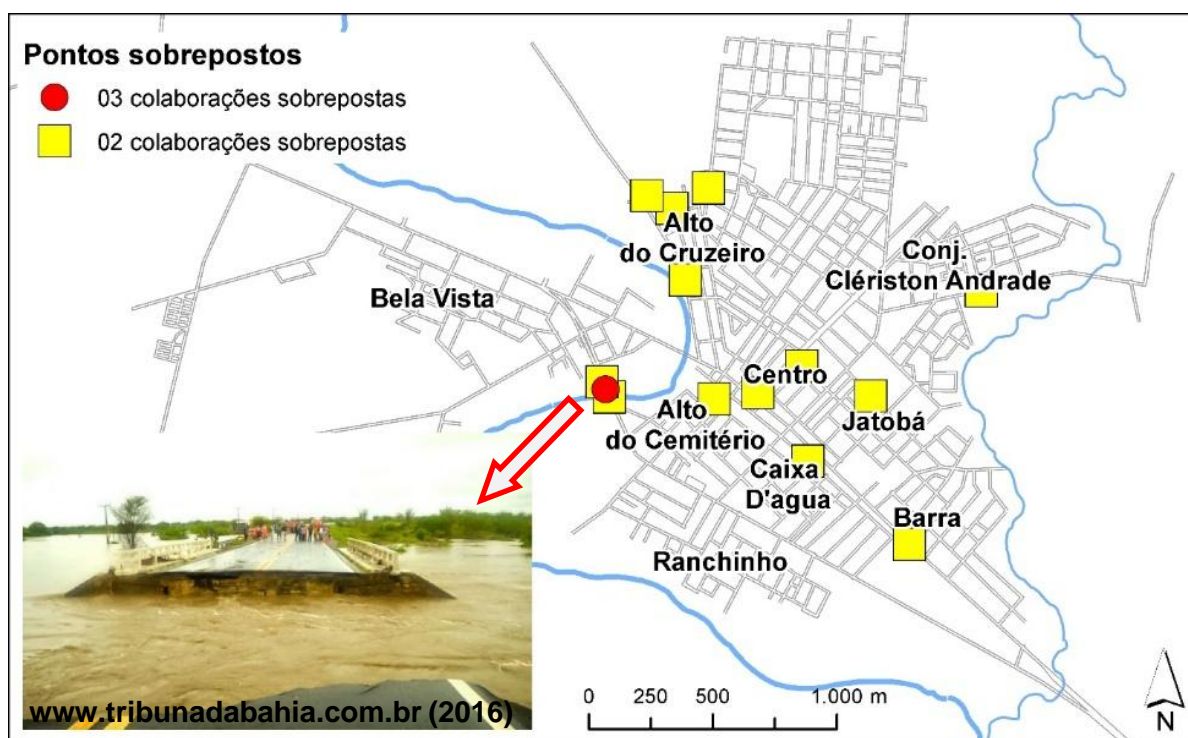 Pontos sobrepostos
03 colaborações sobrepostas
02 colaborações sobrepostas
Alto
do Cruzeiro
Conj.
Clériston Andrade
Bela Vista
Centro
Alto
do Cemitério
Jatobá
Caixa
D'agua
Barra
Ranchinho
0 250 500 1.000 m
N
www.tribunadabahia.com.br (2016)